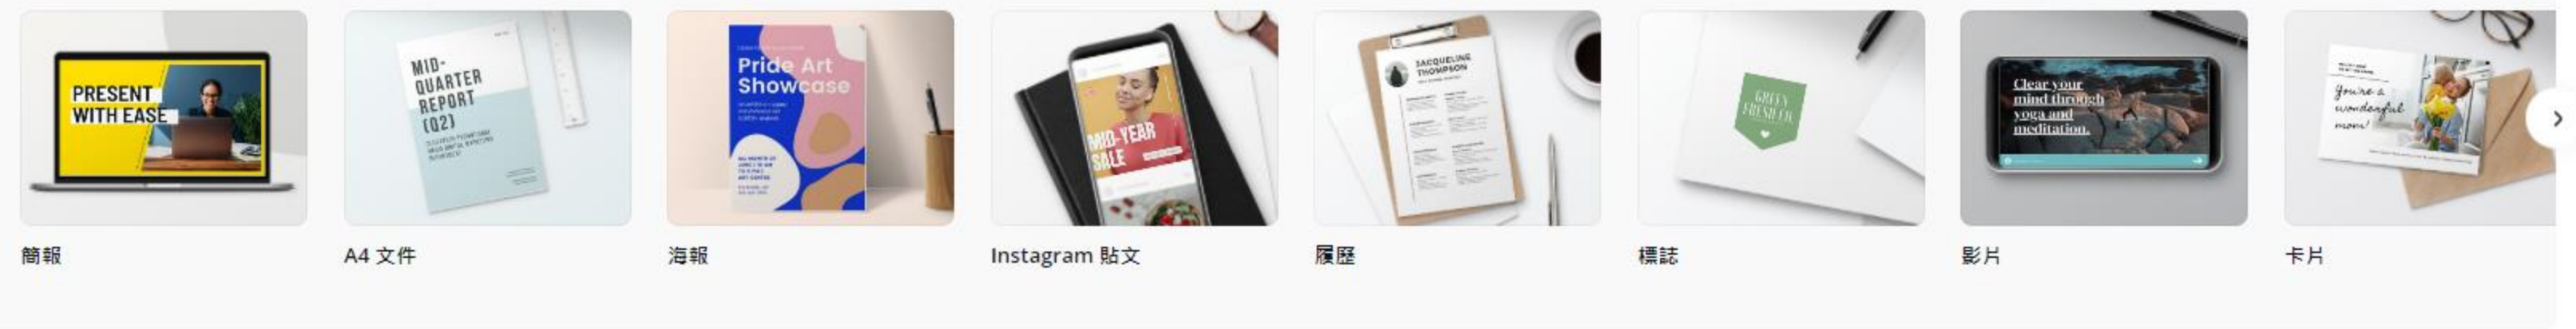 PRESENT
WITH EASE
MID-
QUARTER
REPORT
(Q2)
Pride Art
Showcase
MID-YEAR
SALE
JACQUELINE
THOMPSON
GREEN
FRESH CO.
Clear your
mind through
yoga and
meditation.
You're a
wonderful
mom!
簡報
A4 文件
海報
Instagram 貼文
履歷
標誌
影片
卡片